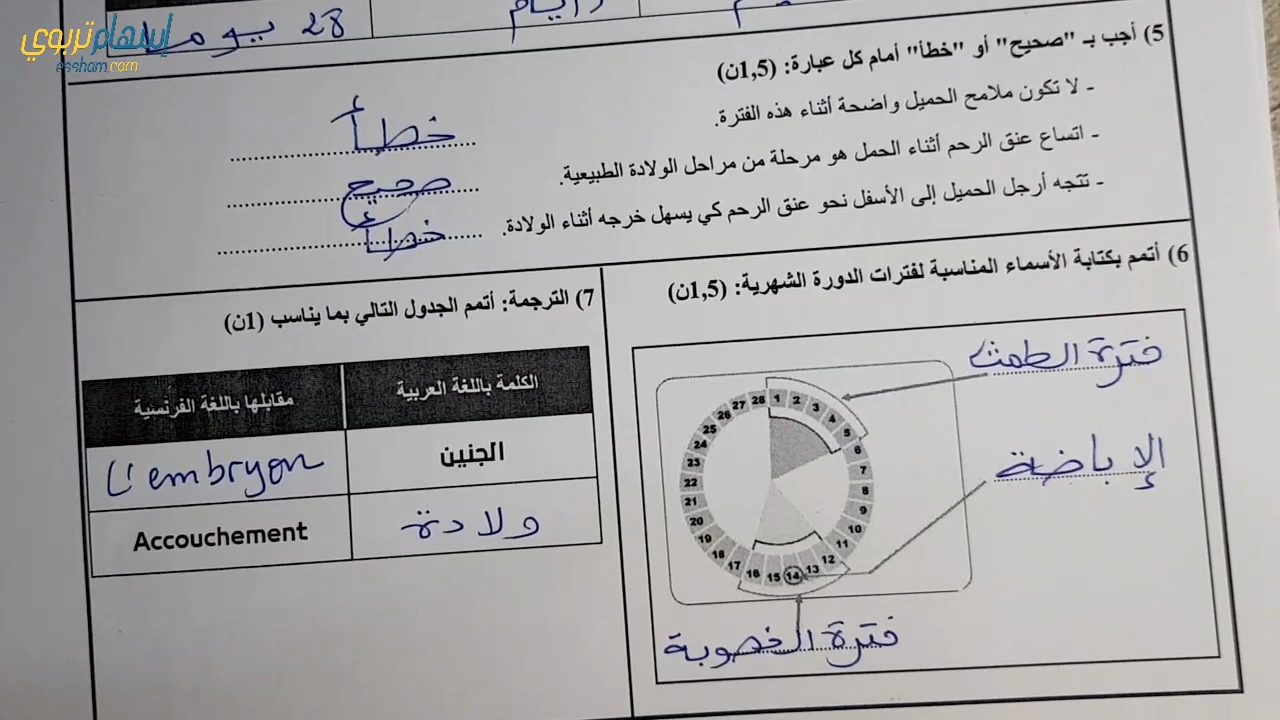 إيسهام تربوي
essham.com
28 يوما
5) أجب بـ "صحيح" أو "خطأ" أمام كل عبارة: (1,5ن)
- لا تكون ملامح الحميل واضحة أثناء هذه الفترة.
خطأ
- اتساع عنق الرحم أثناء الحمل هو مرحلة من مراحل الولادة الطبيعية.
صحيح
- تتجه أرجل الحميل إلى الأسفل نحو عنق الرحم كي يسهل خرجه أثناء الولادة.
خطأ
6) أتمم بكتابة الأسماء المناسبة لفترات الدورة الشهرية: (1,5ن)
فترة الطمث
الإباضة
فترة الخصوبة
1 2 3 4 5 6 7 8 9 10 11 12 13 14 15 16 17 18 19 20 21 22 23 24 25 26 27 28
7) الترجمة: أتمم الجدول التالي بما يناسب (1ن)
الكلمة باللغة العربية
مقابلها باللغة الفرنسية
الجنين
L'embryon
ولادة
Accouchement